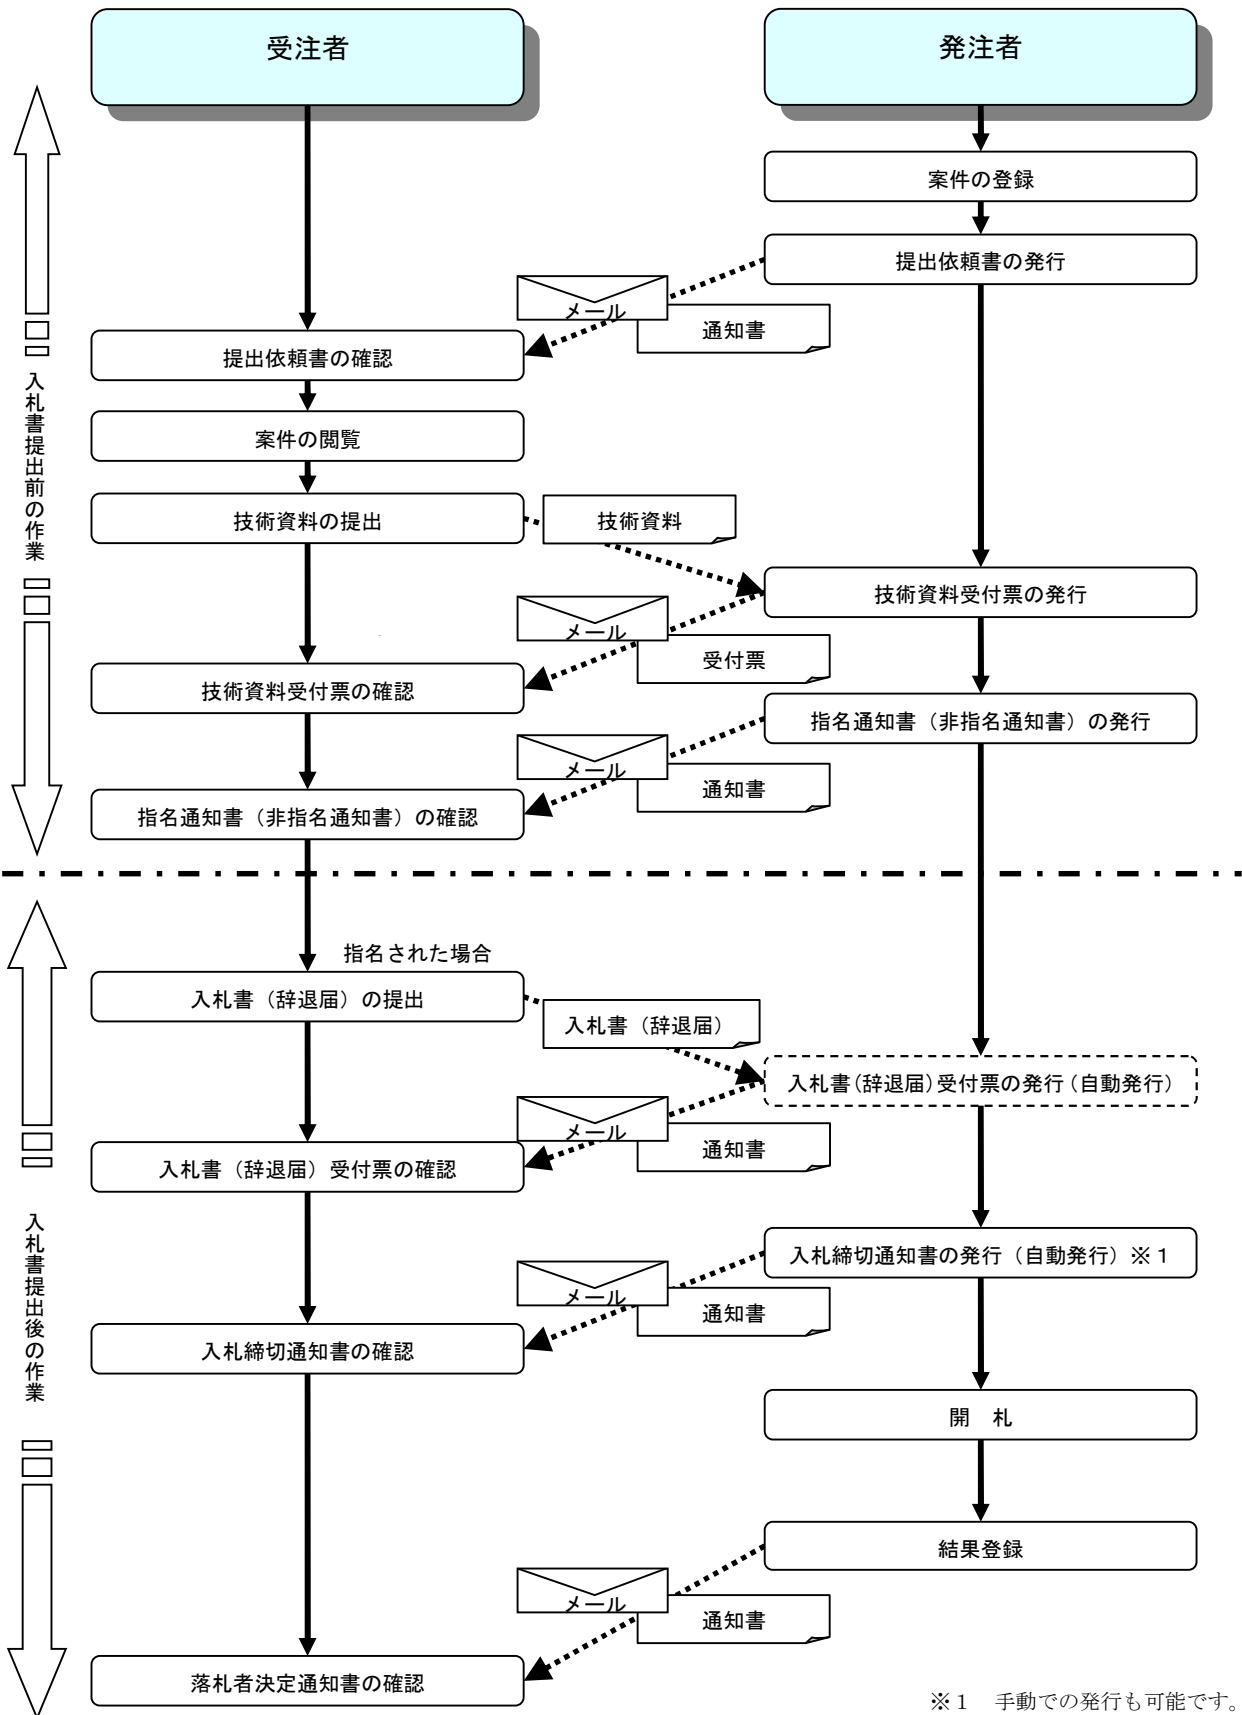 受注者
発注者
案件の登録
提出依頼書の発行
メール
通知書
提出依頼書の確認
案件の閲覧
技術資料の提出
技術資料
技術資料受付票の発行
メール
受付票
技術資料受付票の確認
指名通知書（非指名通知書）の発行
メール
通知書
指名通知書（非指名通知書）の確認
入札書提出前の作業
指名された場合
入札書（辞退届）の提出
入札書（辞退届）
入札書（辞退届）受付票の発行（自動発行）
メール
通知書
入札書（辞退届）受付票の確認
入札締切通知書の発行（自動発行）※１
メール
通知書
入札締切通知書の確認
開　札
結果登録
メール
通知書
落札者決定通知書の確認
入札書提出後の作業
※１　手動での発行も可能です。